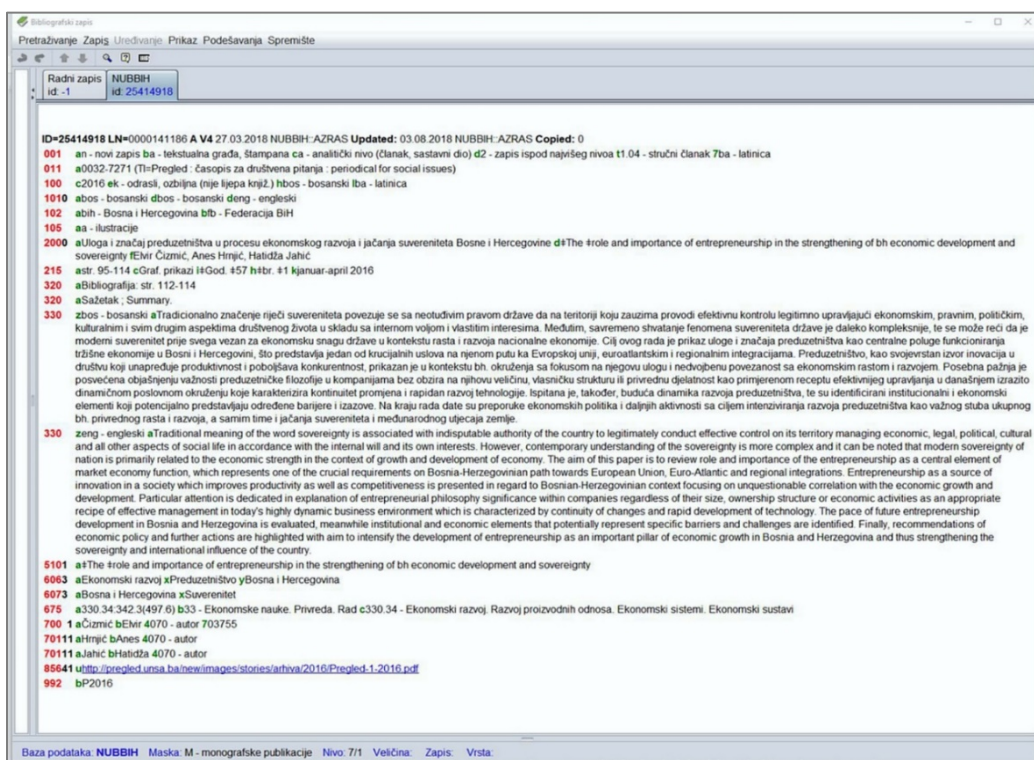 Bibliografski zapis
Pretraživanje Zapis Uređivanje Prikaz Podešavanja Spremište
Radni zapis
id: -1
NUBBIH
id: 25414918
ID=25414918 LN=0000141186 A V4 27.03.2018 NUBBIH::AZRAS Updated: 03.08.2018 NUBBIH::AZRAS Copied: 0
001 an - novi zapis ba - tekstualna građa, štampana ca - analitički nivo (članak, sastavni dio) d2 - zapis ispod najvišeg nivoa t1.04 - stručni članak 7ba - latinica
011 a0032-7271 (TI=Pregled : časopis za društvena pitanja : periodical for social issues)
100 c2016 ek - odrasli, ozbiljna (nije lijepa knjiž.) hbos - bosanski lba - latinica
1010 abos - bosanski dbos - bosanski deng - engleski
102 abih - Bosna i Hercegovina bfb - Federacija BiH
105 aa - ilustracije
2000 aUloga i značaj preduzetništva u procesu ekonomskog razvoja i jačanja suvereniteta Bosne i Hercegovine d‡The ‡role and importance of entrepreneurship in the strengthening of bh economic development and
sovereignty fElvir Čizmić, Anes Hrnjić, Hatidža Jahić
215 astr. 95-114 cGraf. prikazi l‡God. ‡57 h‡br. ‡1 kjanuar-april 2016
320 aBibliografija: str. 112-114
320 aSažetak ; Summary.
330 zbos - bosanski aTradicionalno značenje riječi suvereniteta povezuje se sa neotuđivim pravom države da na teritoriji koju zauzima provodi efektivnu kontrolu legitimno upravljajući ekonomskim, pravnim, političkim,
kulturalnim i svim drugim aspektima društvenog života u skladu sa internom voljom i vlastitim interesima. Međutim, savremeno shvatanje fenomena suvereniteta države je daleko kompleksnije, te se može reći da je
moderni suverenitet prije svega vezan za ekonomsku snagu države u kontekstu rasta i razvoja nacionalne ekonomije. Cilj ovog rada je prikaz uloge i značaja preduzetništva kao centralne poluge funkcioniranja
tržišne ekonomije u Bosni i Hercegovini, što predstavlja jedan od krucijalnih uslova na njenom putu ka Evropskoj uniji, euroatlantskim i regionalnim integracijama. Preduzetništvo, kao svojevrstan izvor inovacija u
društvu koji unapređuje produktivnost i poboljšava konkurentnost, prikazan je u kontekstu bh. okruženja sa fokusom na njegovu ulogu i nedvojbenu povezanost sa ekonomskim rastom i razvojem. Posebna pažnja je
posvećena objašnjenju važnosti preduzetničke filozofije u kompanijama bez obzira na njihovu veličinu, vlasničku strukturu ili privrednu djelatnost kao primjerenom receptu efektivnijeg upravljanja u današnjem izrazito
dinamičnom poslovnom okruženju koje karakterizira kontinuitet promjena i rapidan razvoj tehnologije. Ispitana je, također, buduća dinamika razvoja preduzetništva, te su identificirani institucionalni i ekonomski
elementi koji potencijalno predstavljaju određene barijere i izazove. Na kraju rada date su preporuke ekonomskih politika i daljnjih aktivnosti sa ciljem intenziviranja razvoja preduzetništva kao važnog stuba ukupnog
bh. privrednog rasta i razvoja, a samim time i jačanja suvereniteta i međunarodnog utjecaja zemlje.
330 zeng - engleski aTraditional meaning of the word sovereignty is associated with indisputable authority of the country to legitimately conduct effective control on its territory managing economic, legal, political, cultural
and all other aspects of social life in accordance with the internal will and its own interests. However, contemporary understanding of the sovereignty is more complex and it can be noted that modern sovereignty of
nation is primarily related to the economic strength in the context of growth and development of economy. The aim of this paper is to review role and importance of the entrepreneurship as a central element of
market economy function, which represents one of the crucial requirements on Bosnia-Herzegovinian path towards European Union, Euro-Atlantic and regional integrations. Entrepreneurship as a source of
innovation in a society which improves productivity as well as competitiveness is presented in regard to Bosnian-Herzegovinian context focusing on unquestionable correlation with the economic growth and
development. Particular attention is dedicated in explanation of entrepreneurial philosophy significance within companies regardless of their size, ownership structure or economic activities as an appropriate
recipe of effective management in today's highly dynamic business environment which is characterized by continuity of changes and rapid development of technology. The pace of future entrepreneurship
development in Bosnia and Herzegovina is evaluated, meanwhile institutional and economic elements that potentially represent specific barriers and challenges are identified. Finally, recommendations of
economic policy and further actions are highlighted with aim to intensify the development of entrepreneurship as an important pillar of economic growth in Bosnia and Herzegovina and thus strengthening the
sovereignty and international influence of the country.
5101 a‡The ‡role and importance of entrepreneurship in the strengthening of bh economic development and sovereignty
6063 aEkonomski razvoj xPreduzetništvo yBosna i Hercegovina
6073 aBosna i Hercegovina xSuverenitet
675 a330.34:342.3(497.6) b33 - Ekonomske nauke. Privreda. Rad c330.34 - Ekonomski razvoj. Razvoj proizvodnih odnosa. Ekonomski sistemi. Ekonomski sustavi
700 1 aČizmić bElvir 4070 - autor 703755
70111 aHrnjić bAnes 4070 - autor
70111 aJahić bHatidža 4070 - autor
85641 uhttp://pregled.unsa.ba/new/images/stories/arhiva/2016/Pregled-1-2016.pdf
992 bP2016
Baza podataka: NUBBIH Maska: M - monografske publikacije Nivo: 7/1 Veličina: Zapis: Vrsta: